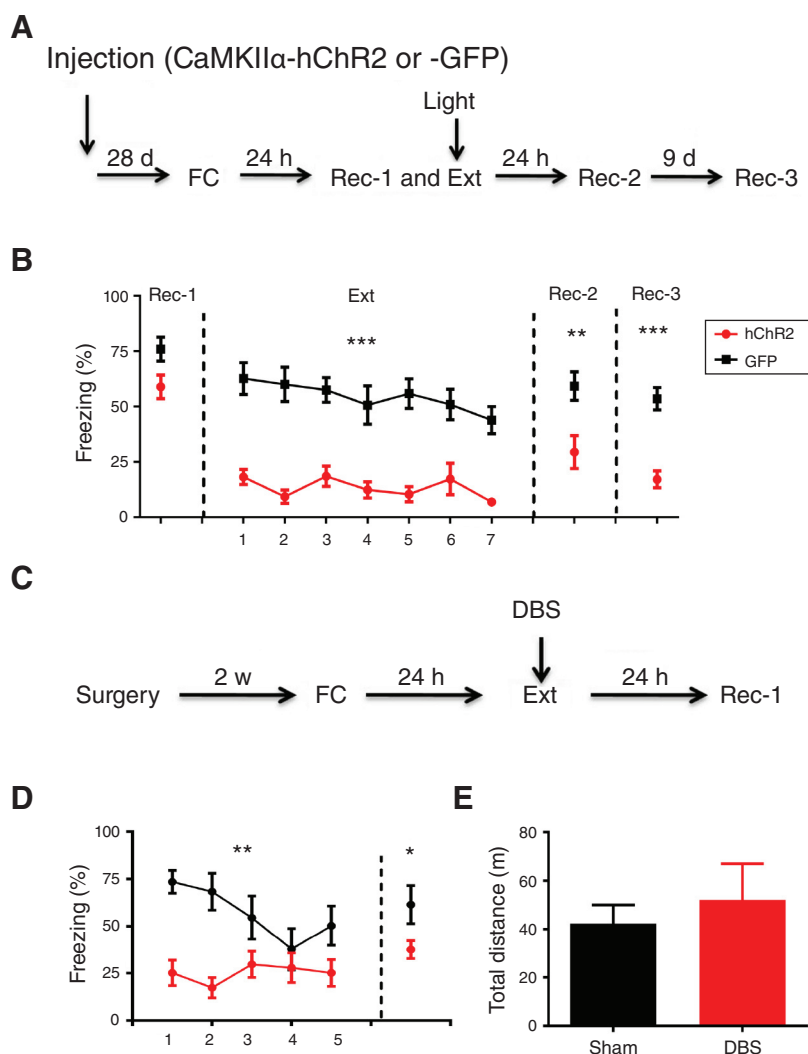 A
Injection (CaMKIIα-hChR2 or -GFP)
Light
28 d
24 h
24 h
9 d
FC
Rec-1 and Ext
Rec-2
Rec-3
B
Rec-1
Ext
Rec-2
Rec-3
***
**
***
hChR2
GFP
Freezing (%)
100
75
50
25
0
1 2 3 4 5 6 7
C
DBS
2 w
24 h
24 h
Surgery
FC
Ext
Rec-1
D
Freezing (%)
100
75
50
25
0
**
*
1 2 3 4 5
E
Total distance (m)
80
60
40
20
0
Sham
DBS